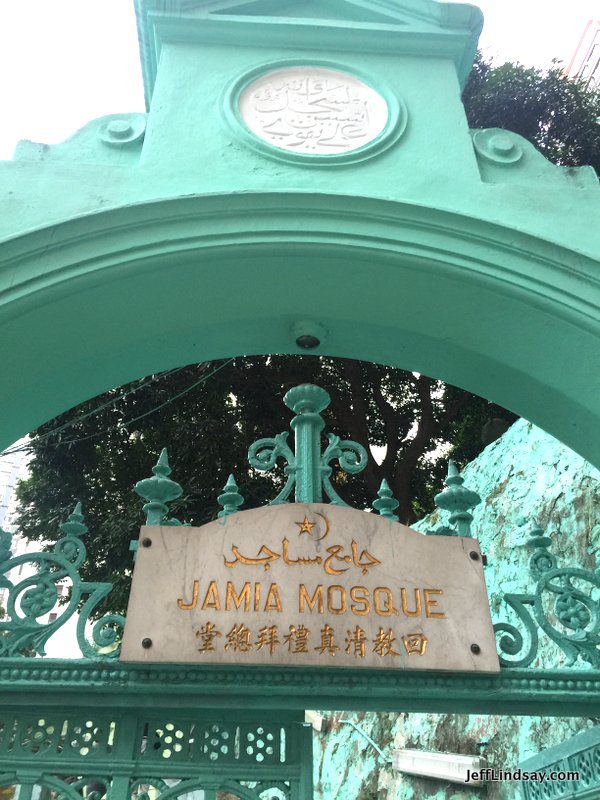 جامع مساجد
JAMIA MOSQUE
回教清真禮拜總堂
JeffLindsay.com